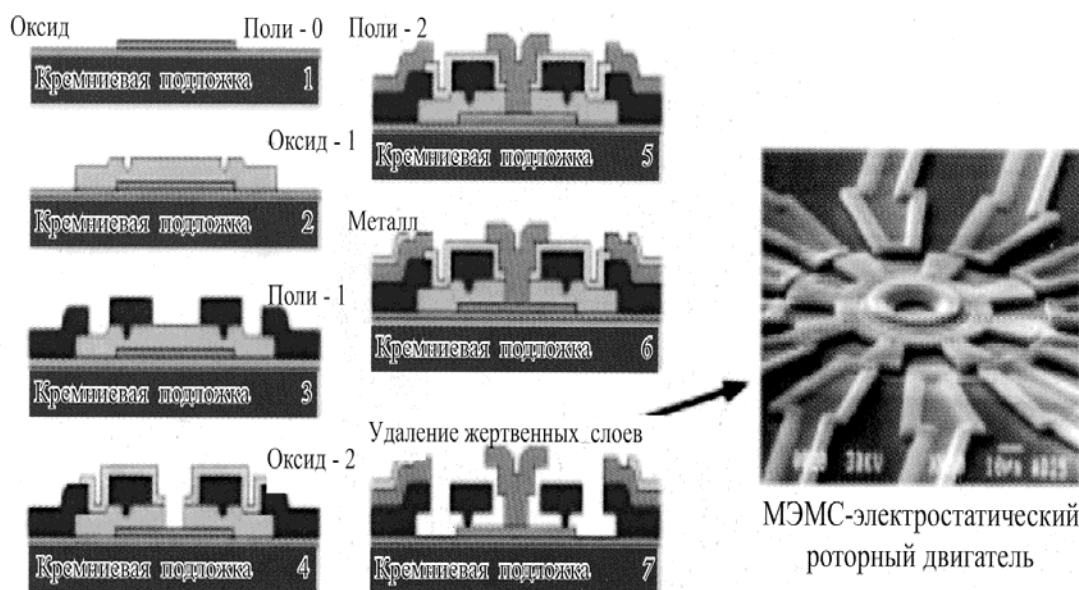 Оксид Поли - 0
Кремниевая подложка 1
Оксид - 1
Кремниевая подложка 2
Поли - 1
Кремниевая подложка 3
Оксид - 2
Кремниевая подложка 4
Поли - 2
Кремниевая подложка 5
Металл
Кремниевая подложка 6
Удаление жертвенных слоев
Кремниевая подложка 7
МЭМС-электростатический
роторный двигатель